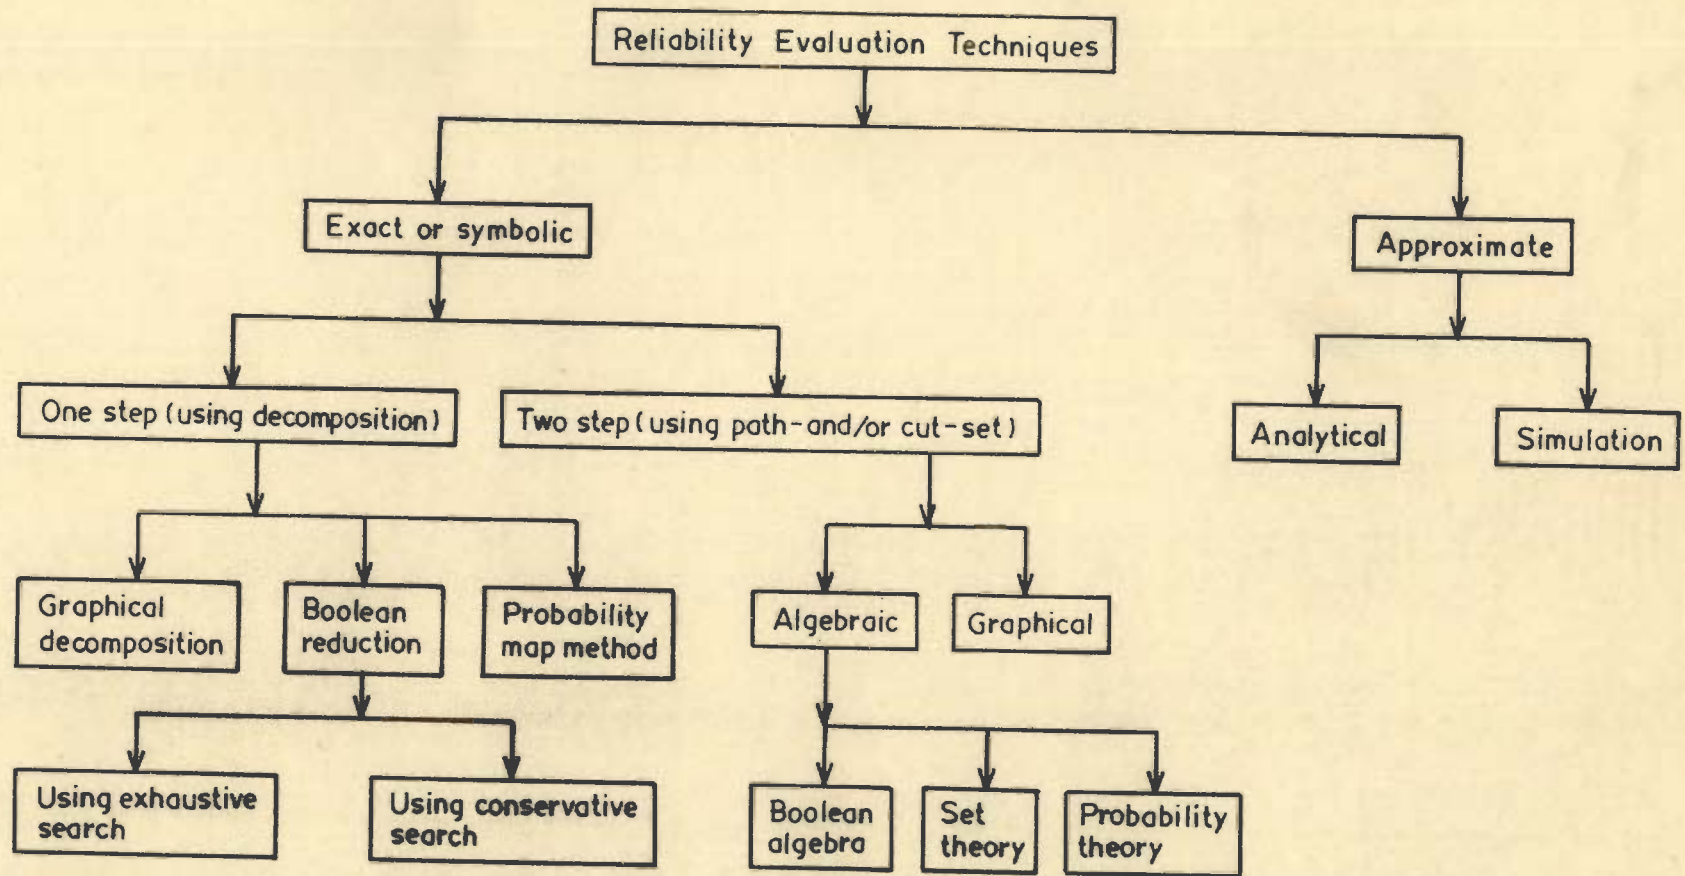 Reliability Evaluation Techniques
Exact or symbolic
Approximate
One step (using decomposition)
Two step (using path-and/or cut-set)
Analytical
Simulation
Graphical
decomposition
Boolean
reduction
Probability
map method
Algebraic
Graphical
Using exhaustive
search
Using conservative
search
Boolean
algebra
Set
theory
Probability
theory